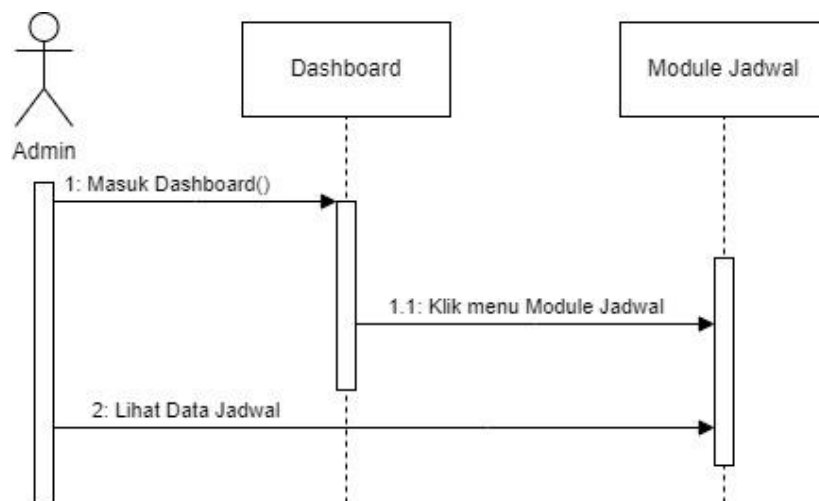 Dashboard
Module Jadwal
Admin
1: Masuk Dashboard()
1.1: Klik menu Module Jadwal
2: Lihat Data Jadwal